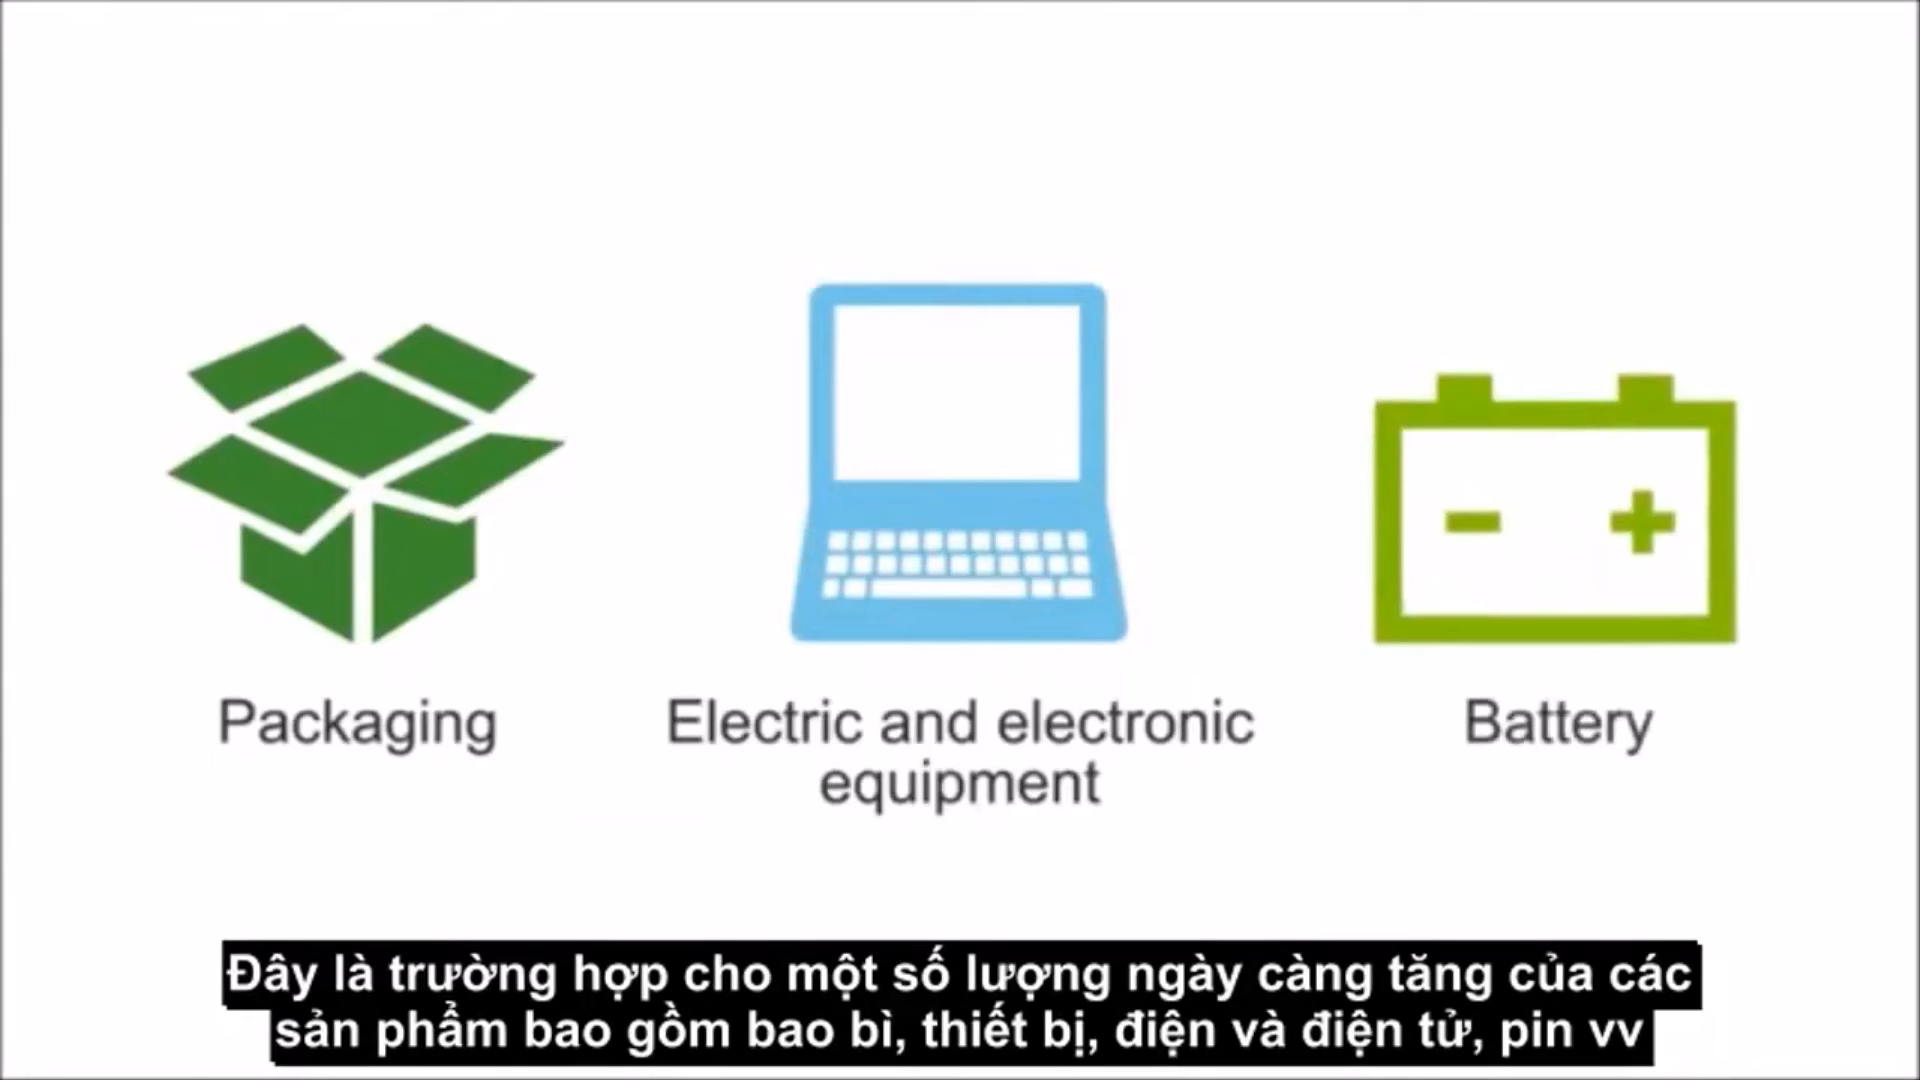 Packaging
Electric and electronic
equipment
Battery
Đây là trường hợp cho một số lượng ngày càng tăng của các
sản phẩm bao gồm bao bì, thiết bị, điện và điện tử, pin vv